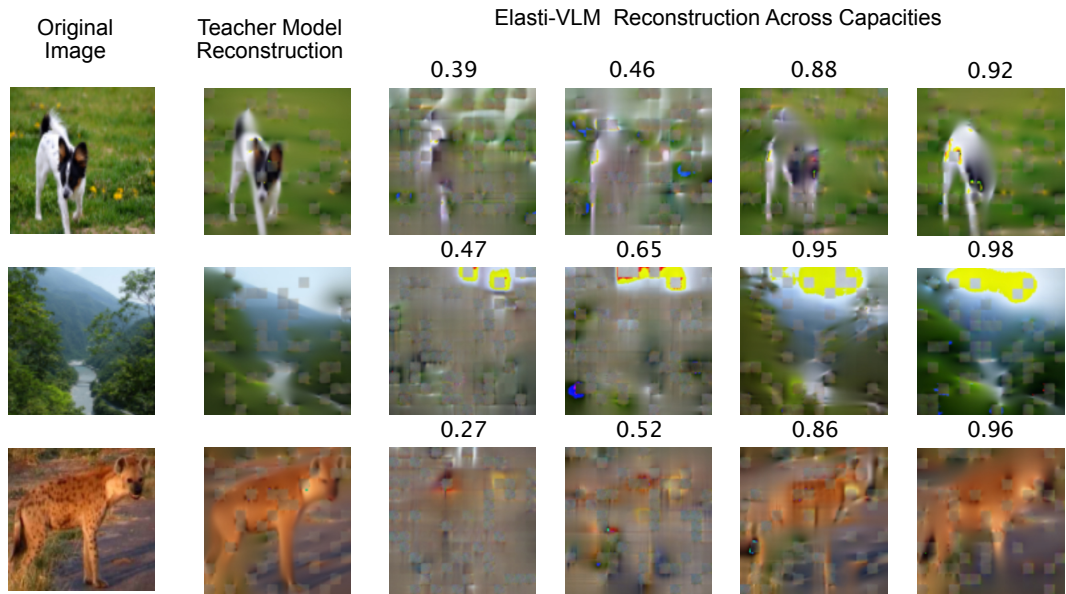 Original
Image
Teacher Model
Reconstruction
Elasti-VLM Reconstruction Across Capacities
0.39 0.46 0.88 0.92
0.47 0.65 0.95 0.98
0.27 0.52 0.86 0.96